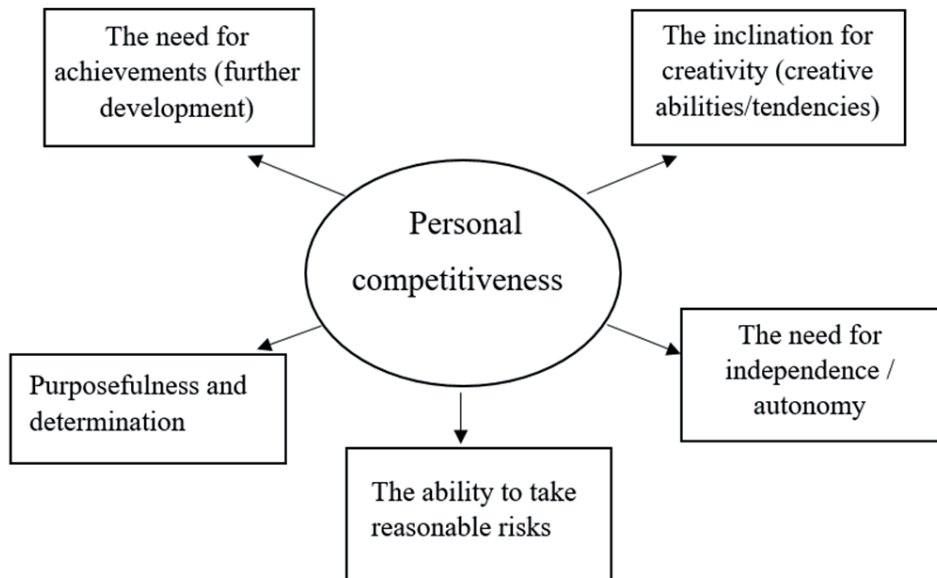 The need for
achievements (further
development)
The inclination for
creativity (creative
abilities/tendencies)
Personal
competitiveness
Purposefulness and
determination
The need for
independence /
autonomy
The ability to take
reasonable risks